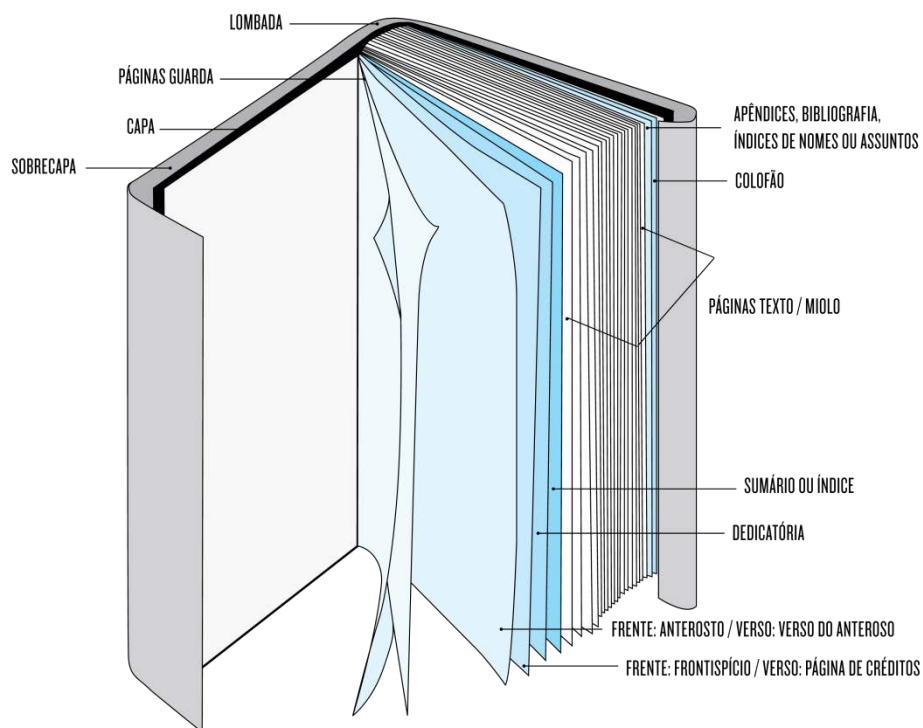 LOMBADA
PÁGINAS GUARDA
CAPA
SOBRECAPA
APÊNDICES, BIBLIOGRAFIA,
ÍNDICES DE NOMES OU ASSUNTOS
COLOFÃO
PÁGINAS TEXTO / MIOLO
SUMÁRIO OU ÍNDICE
DEDICATÓRIA
FRENTE: ANTEROSTO / VERSO: VERSO DO ANTEROSO
FRENTE: FRONTISPÍCIO / VERSO: PÁGINA DE CRÉDITOS